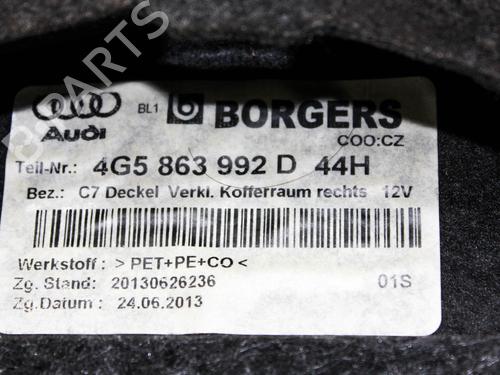 B-PARTS
Audi BL1 b BORGERS
COO:CZ
Teil-Nr.: 4G5 863 992 D 44H
Bez.: C7 Deckel Verkl. Kofferraum rechts 12V
Werkstoff : > PET+PE+CO <
Zg. Stand: 20130626236 01S
Zg.Datum : 24.06.2013